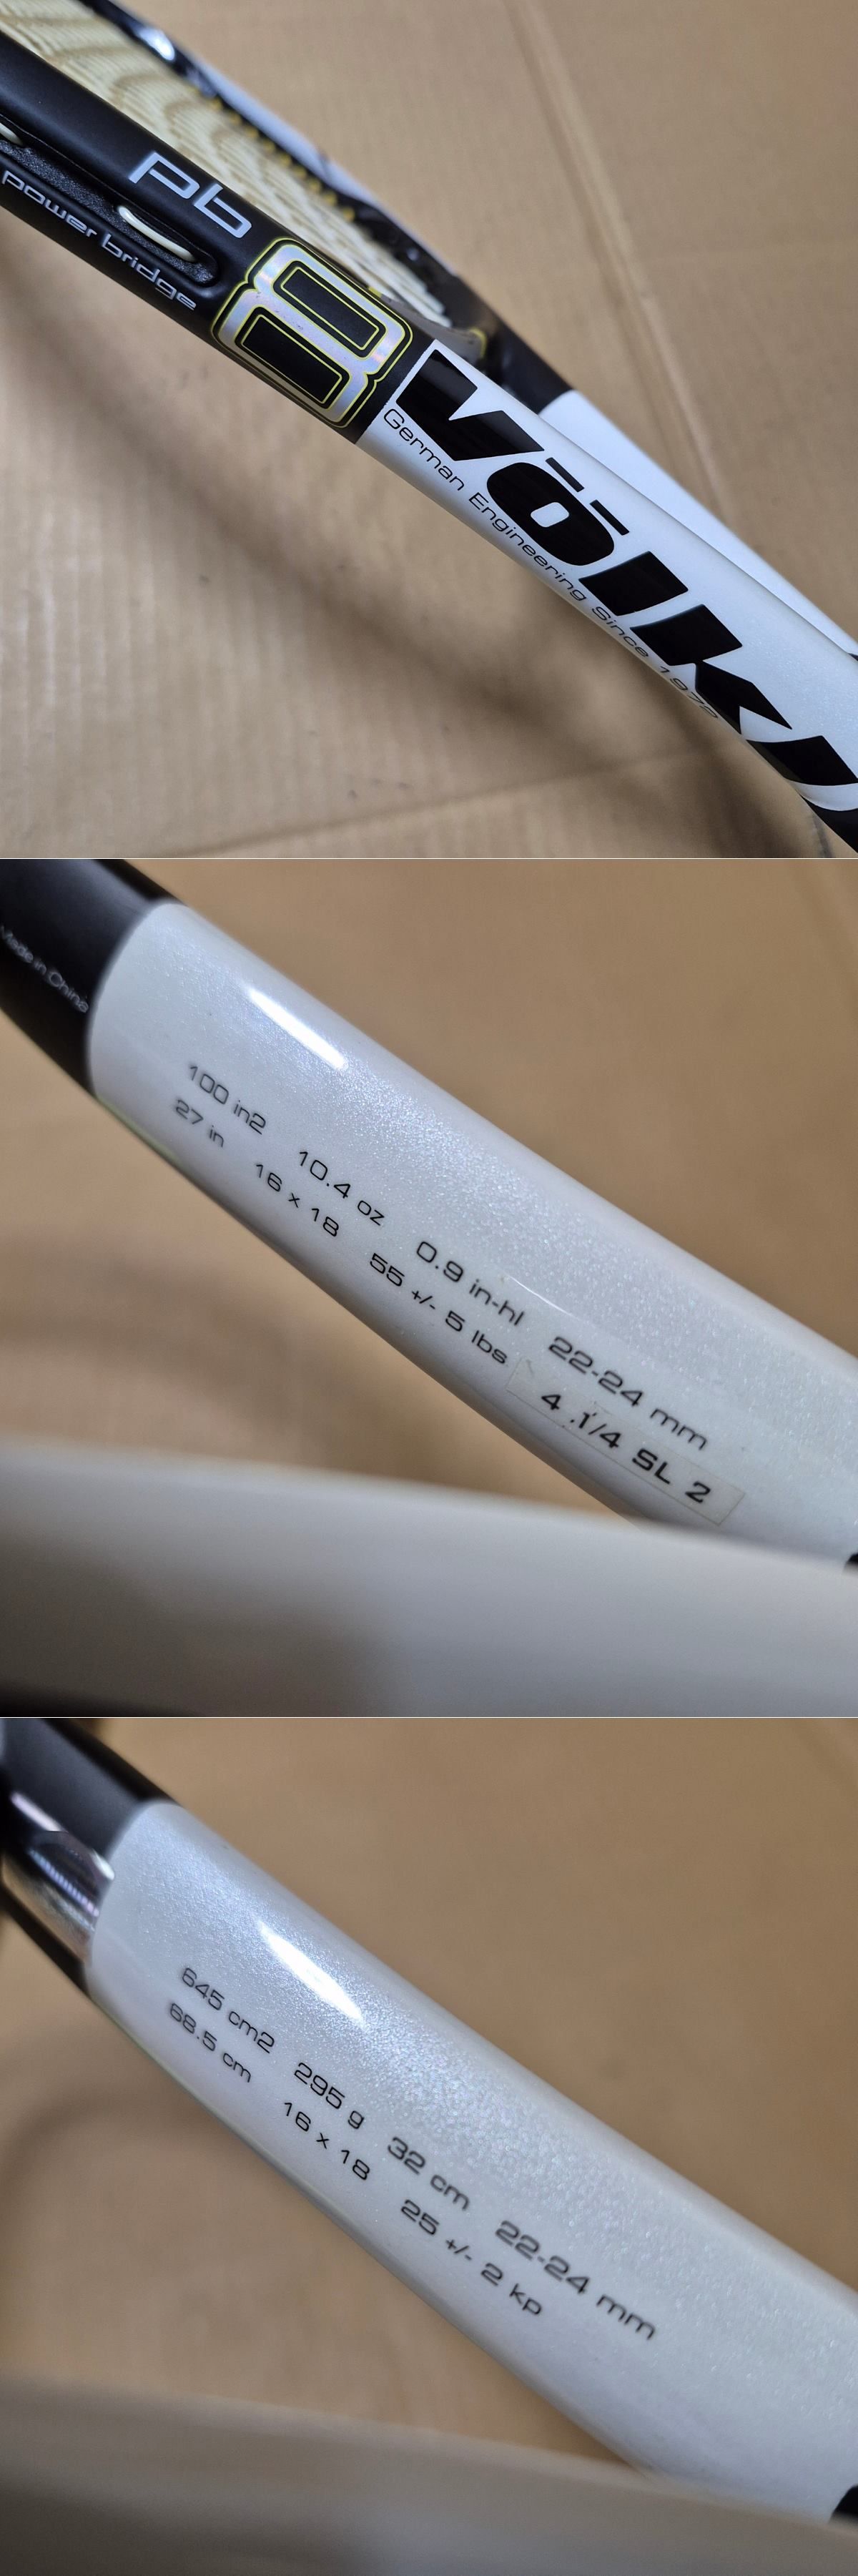 pb
power bridge
8
Völkl
German Engineering Since 1972
Made in China
100 in2 10.4 oz 0.9 in-hl 22-24 mm
27 in 16 x 18 55 +/- 5 lbs
4 .1/4 SL 2
645 cm2 295 g 32 cm 22-24 mm
68.5 cm 16 x 18 25 +/- 2 kp